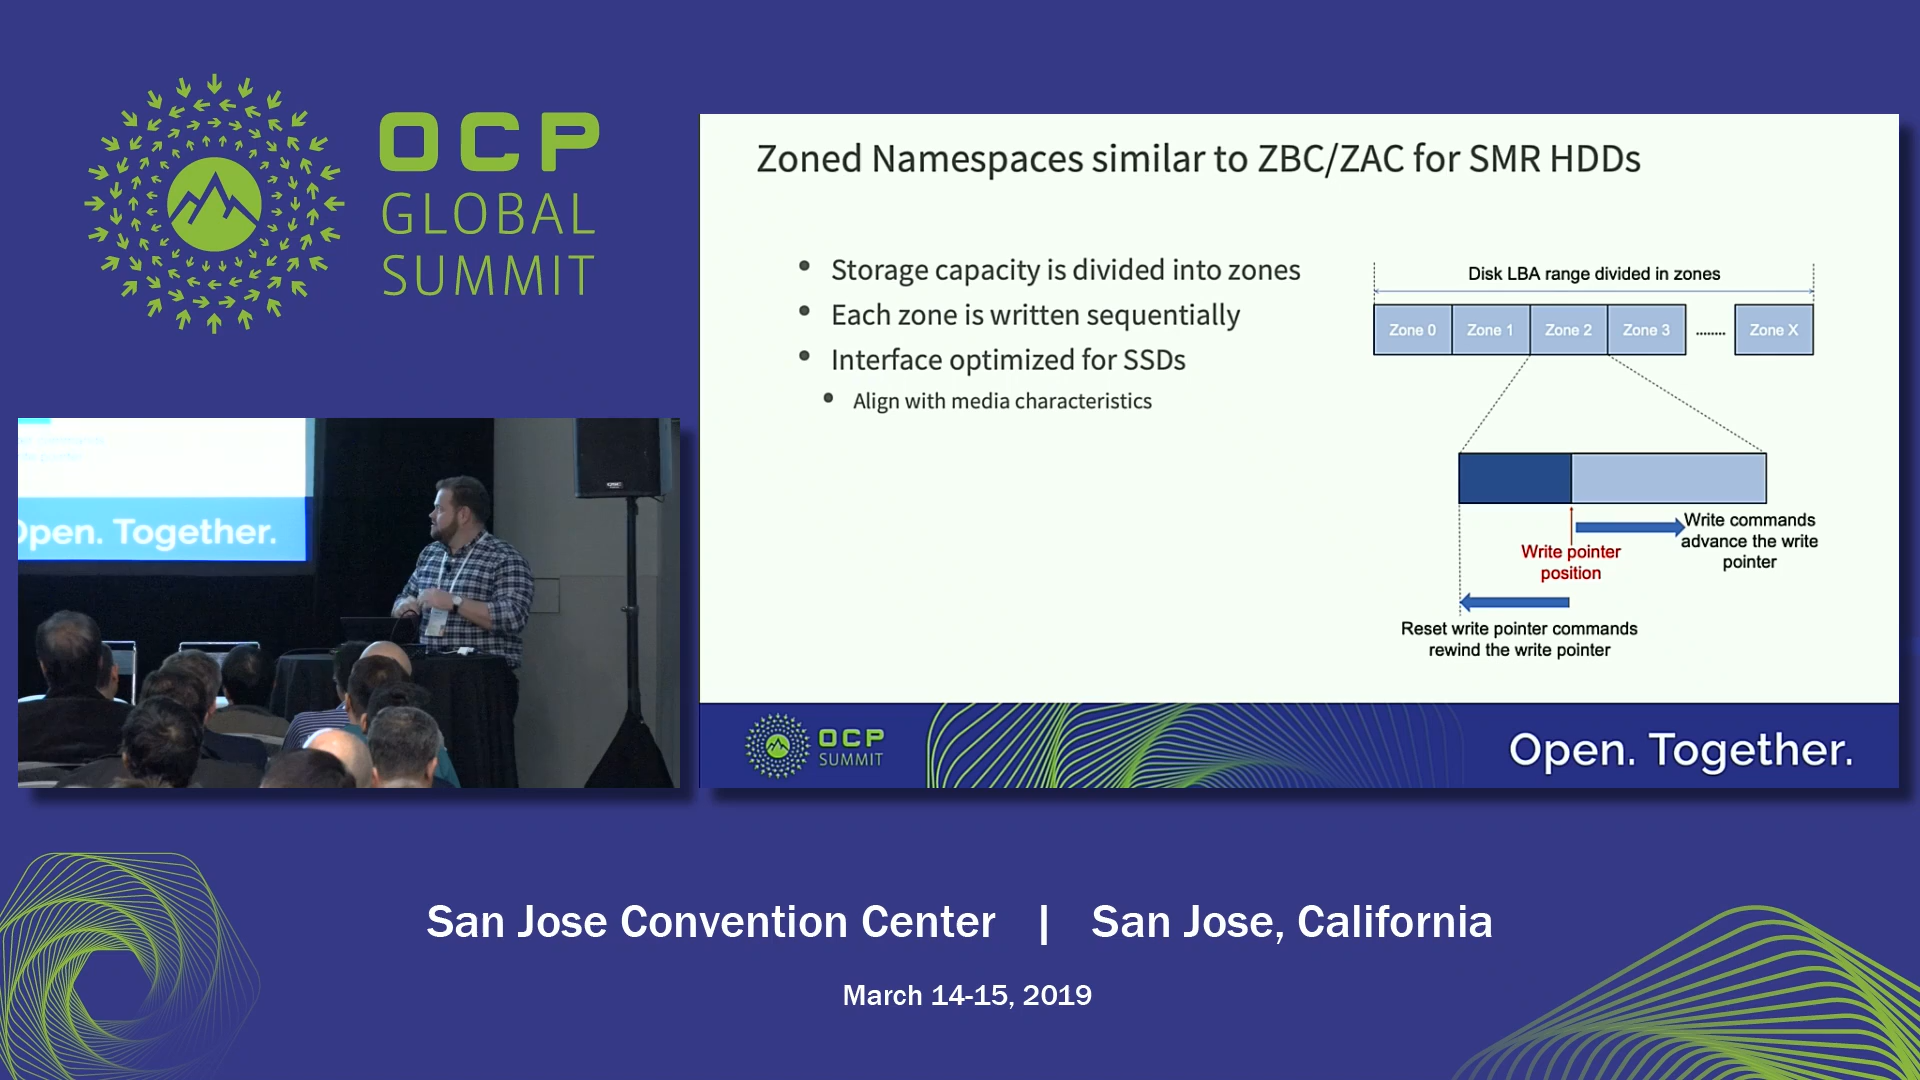 OCP
GLOBAL
SUMMIT
Zoned Namespaces similar to ZBC/ZAC for SMR HDDs
Storage capacity is divided into zones
Each zone is written sequentially
Interface optimized for SSDs
Align with media characteristics
Disk LBA range divided in zones
Zone 0
Zone 1
Zone 2
Zone 3
........
Zone X
Write commands
advance the write
pointer
Write pointer
position
Reset write pointer commands
rewind the write pointer
OCP
SUMMIT
Open. Together.
Open. Together.
San Jose Convention Center | San Jose, California
March 14-15, 2019